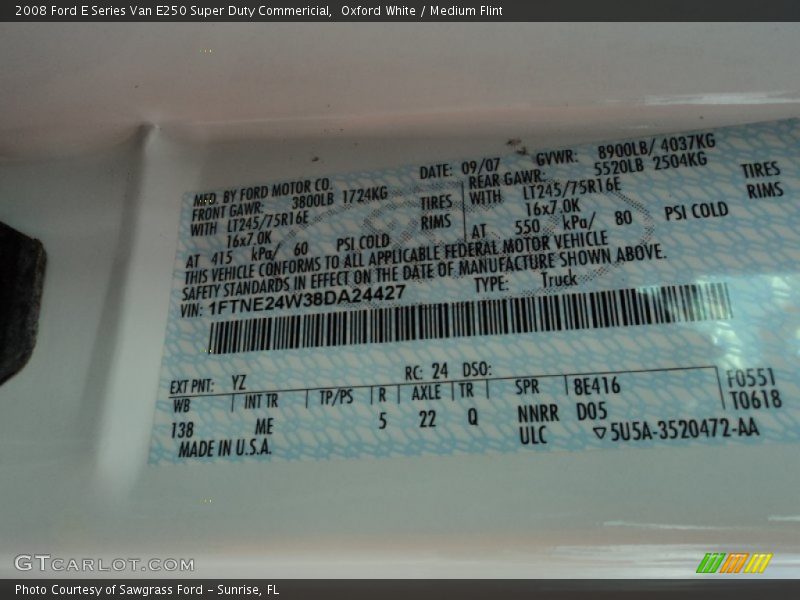 2008 Ford E Series Van E250 Super Duty Commericial,  Oxford White / Medium Flint
MFD. BY FORD MOTOR CO. DATE: 09/07 GVWR: 8900LB/ 4037KG
FRONT GAWR: 3800LB 1724KG REAR GAWR: 5520LB 2504KG
WITH LT245/75R16E TIRES WITH LT245/75R16E TIRES
16x7.0K RIMS 16x7.0K RIMS
AT 415 kPa/ 60 PSI COLD AT 550 kPa/ 80 PSI COLD
THIS VEHICLE CONFORMS TO ALL APPLICABLE FEDERAL MOTOR VEHICLE
SAFETY STANDARDS IN EFFECT ON THE DATE OF MANUFACTURE SHOWN ABOVE.
VIN: 1FTNE24W38DA24427 TYPE: Truck
EXT PNT: YZ RC: 24 DSO:
WB INT TR TP/PS R AXLE TR SPR 8E416 F0551
138 ME 5 22 Q NNRR D05 T0618
MADE IN U.S.A. ULC ▽5U5A-3520472-AA
GTCARLOT.COM
Photo Courtesy of Sawgrass Ford - Sunrise, FL